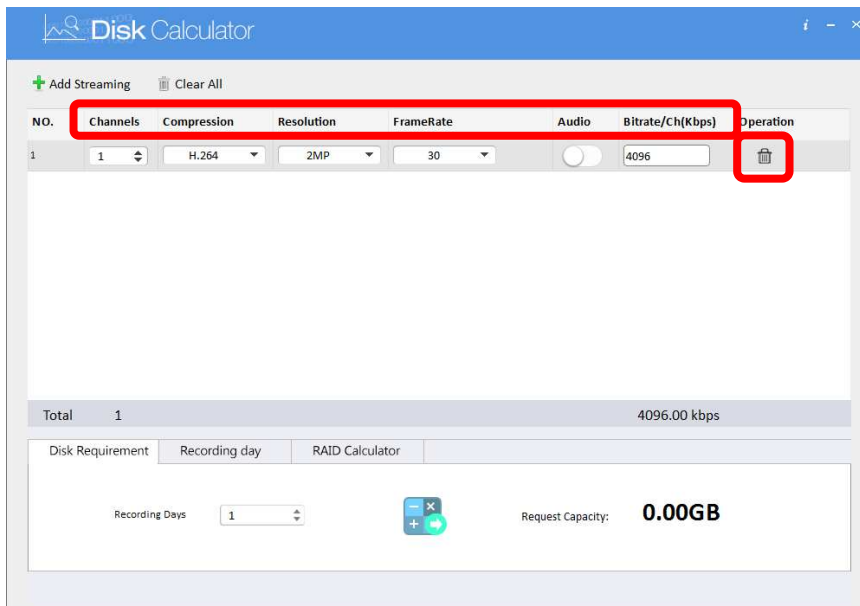 Disk Calculator
i
Add Streaming Clear All
NO. Channels Compression Resolution FrameRate Audio Bitrate/Ch(Kbps) Operation
1 1 H.264 2MP 30 4096
Total 1 4096.00 kbps
Disk Requirement Recording day RAID Calculator
Recording Days 1 Request Capacity: 0.00GB